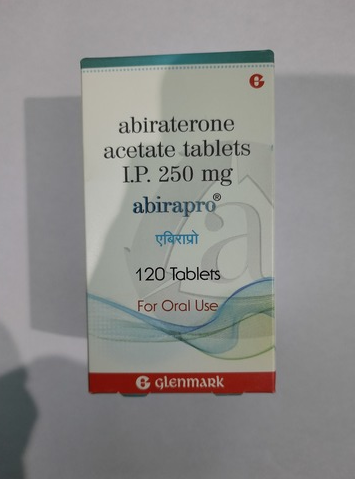 abiraterone
acetate tablets
I.P. 250 mg
abirapro®
एबिराप्रो
120 Tablets
For Oral Use
GLENMARK